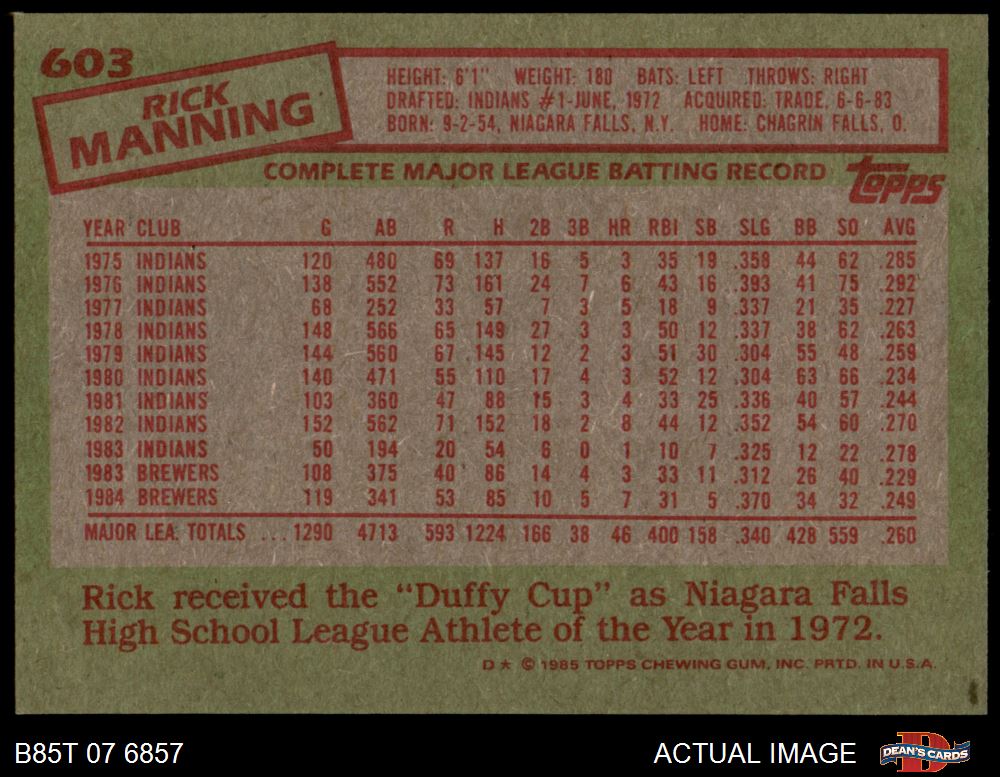 603
RICK
MANNING
HEIGHT: 6'1" WEIGHT: 180 BATS: LEFT THROWS: RIGHT
DRAFTED: INDIANS #1-JUNE, 1972 ACQUIRED: TRADE, 6-6-83
BORN: 9-2-54, NIAGARA FALLS, N.Y. HOME: CHAGRIN FALLS, O.
COMPLETE MAJOR LEAGUE BATTING RECORD
topps
YEAR CLUB G AB R H 2B 3B HR RBI SB SLG BB SO AVG
1975 INDIANS 120 480 69 137 16 5 3 35 19 .358 44 62 .285
1976 INDIANS 138 552 73 161 24 7 6 43 16 .393 41 75 .292
1977 INDIANS 68 252 33 57 7 3 5 18 9 .337 21 35 .227
1978 INDIANS 148 566 65 149 27 3 3 50 12 .337 38 62 .263
1979 INDIANS 144 560 67 145 12 2 3 51 30 .304 55 48 .259
1980 INDIANS 140 471 55 110 17 4 3 52 12 .304 63 66 .234
1981 INDIANS 103 360 47 88 15 3 4 33 25 .336 40 57 .244
1982 INDIANS 152 562 71 152 18 2 8 44 12 .352 54 60 .270
1983 INDIANS 50 194 20 54 6 0 1 10 7 .325 12 22 .278
1983 BREWERS 108 375 40 86 14 4 3 33 11 .312 26 40 .229
1984 BREWERS 119 341 53 85 10 5 7 31 5 .370 34 32 .249
MAJOR LEA. TOTALS ... 1290 4713 593 1224 166 38 46 400 158 .340 428 559 .260
Rick received the "Duffy Cup" as Niagara Falls
High School League Athlete of the Year in 1972.
D ★ © 1985 TOPPS CHEWING GUM, INC. PRTD. IN U.S.A.
B85T 07 6857
ACTUAL IMAGE
DEAN'S CARDS